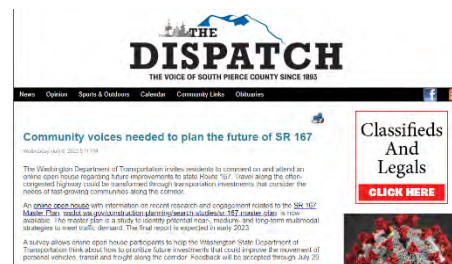 THE
DISPATCH
THE VOICE OF SOUTH PIERCE COUNTY SINCE 1893
News Opinion Sports & Outdoors Calendar Community Links Obituaries
Community voices needed to plan the future of SR 167
Wednesday July 6, 2022 5:11 PM
The Washington Department of Transportation invites residents to comment on and attend an
online open house regarding future improvements to state Route 167. Travel along the often-
congested highway could be transformed through transportation investments that consider the
needs of fast-growing communities along the corridor.
An online open house with information on recent research and engagement related to the SR 167
Master Plan, wsdot.wa.gov/construction-planning/search-studies/sr-167-master-plan, is now
available. The master plan is a study to identify potential near-, medium- and long-term multimodal
strategies to meet traffic demand. The final report is expected in early 2023.
A survey allows online open house participants to help the Washington State Department of
Transportation think about how to prioritize future investments that could improve the movement of
personal vehicles, transit and freight along the corridor. Feedback will be accepted through July 29.
Classifieds
And
Legals
CLICK HERE